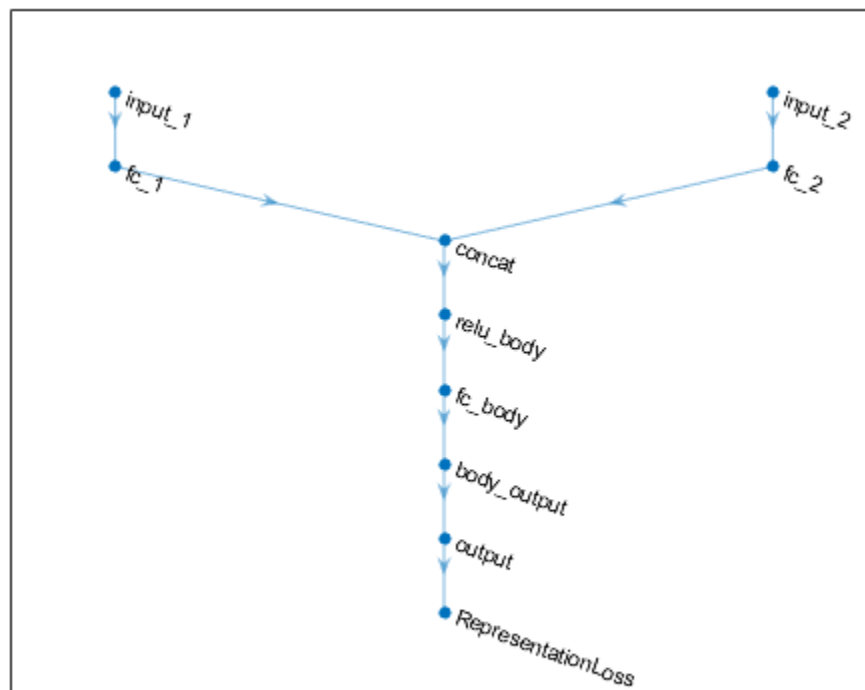 input_1
input_2
fc_1
fc_2
concat
relu_body
fc_body
body_output
output
RepresentationLoss